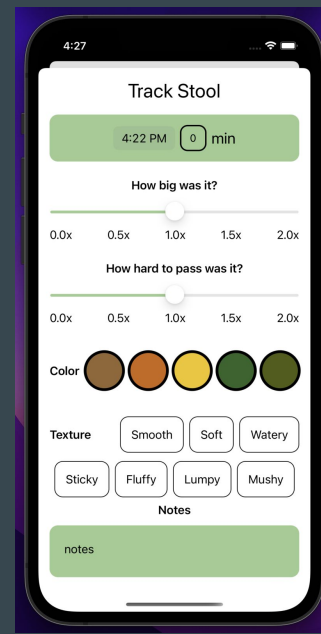 4:27
Track Stool
4:22 PM 0 min
How big was it?
0.0x 0.5x 1.0x 1.5x 2.0x
How hard to pass was it?
0.0x 0.5x 1.0x 1.5x 2.0x
Color
Texture Smooth Soft Watery
Sticky Fluffy Lumpy Mushy
Notes
notes